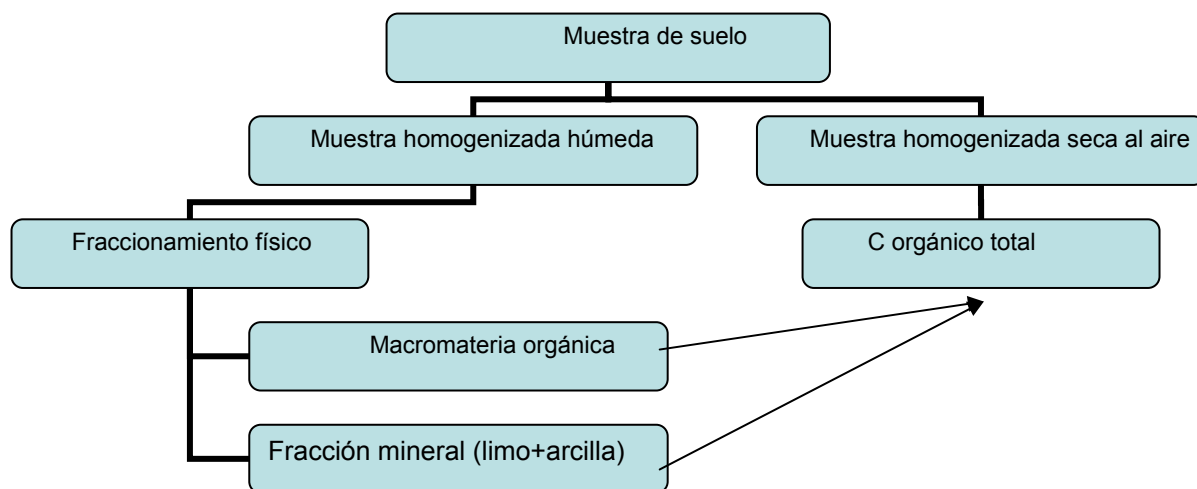 Muestra de suelo
Muestra homogenizada húmeda
Muestra homogenizada seca al aire
Fraccionamiento físico
C orgánico total
Macromateria orgánica
Fracción mineral (limo+arcilla)